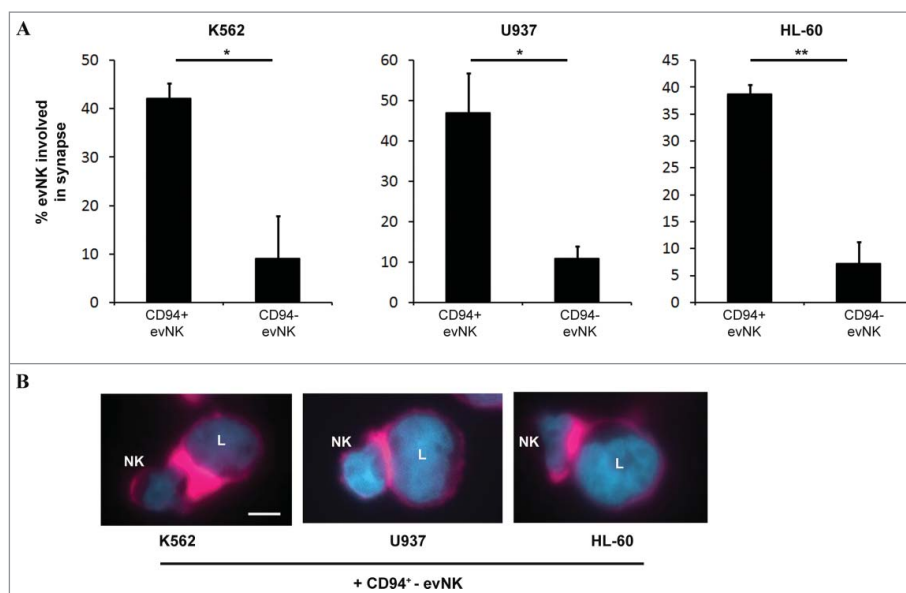 A
K562
U937
HL-60
*
*
**
% evNK involved
in synapse
50
40
30
20
10
0
60
50
40
30
20
10
0
45
40
35
30
25
20
15
10
5
0
CD94+
evNK
CD94-
evNK
CD94+
evNK
CD94-
evNK
CD94+
evNK
CD94-
evNK
B
NK
L
NK
L
NK
L
K562
U937
HL-60
+ CD94⁺ - evNK